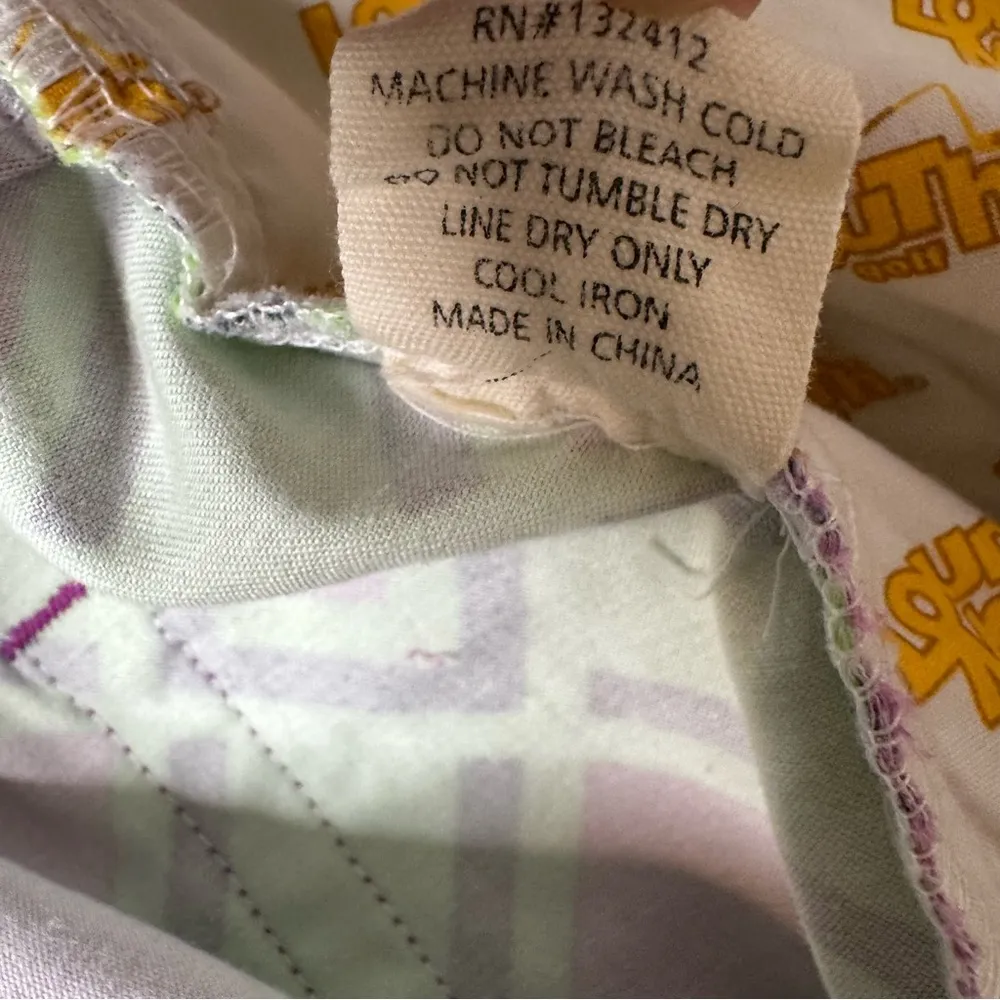 RN#132412
MACHINE WASH COLD
DO NOT BLEACH
DO NOT TUMBLE DRY
LINE DRY ONLY
COOL IRON
MADE IN CHINA